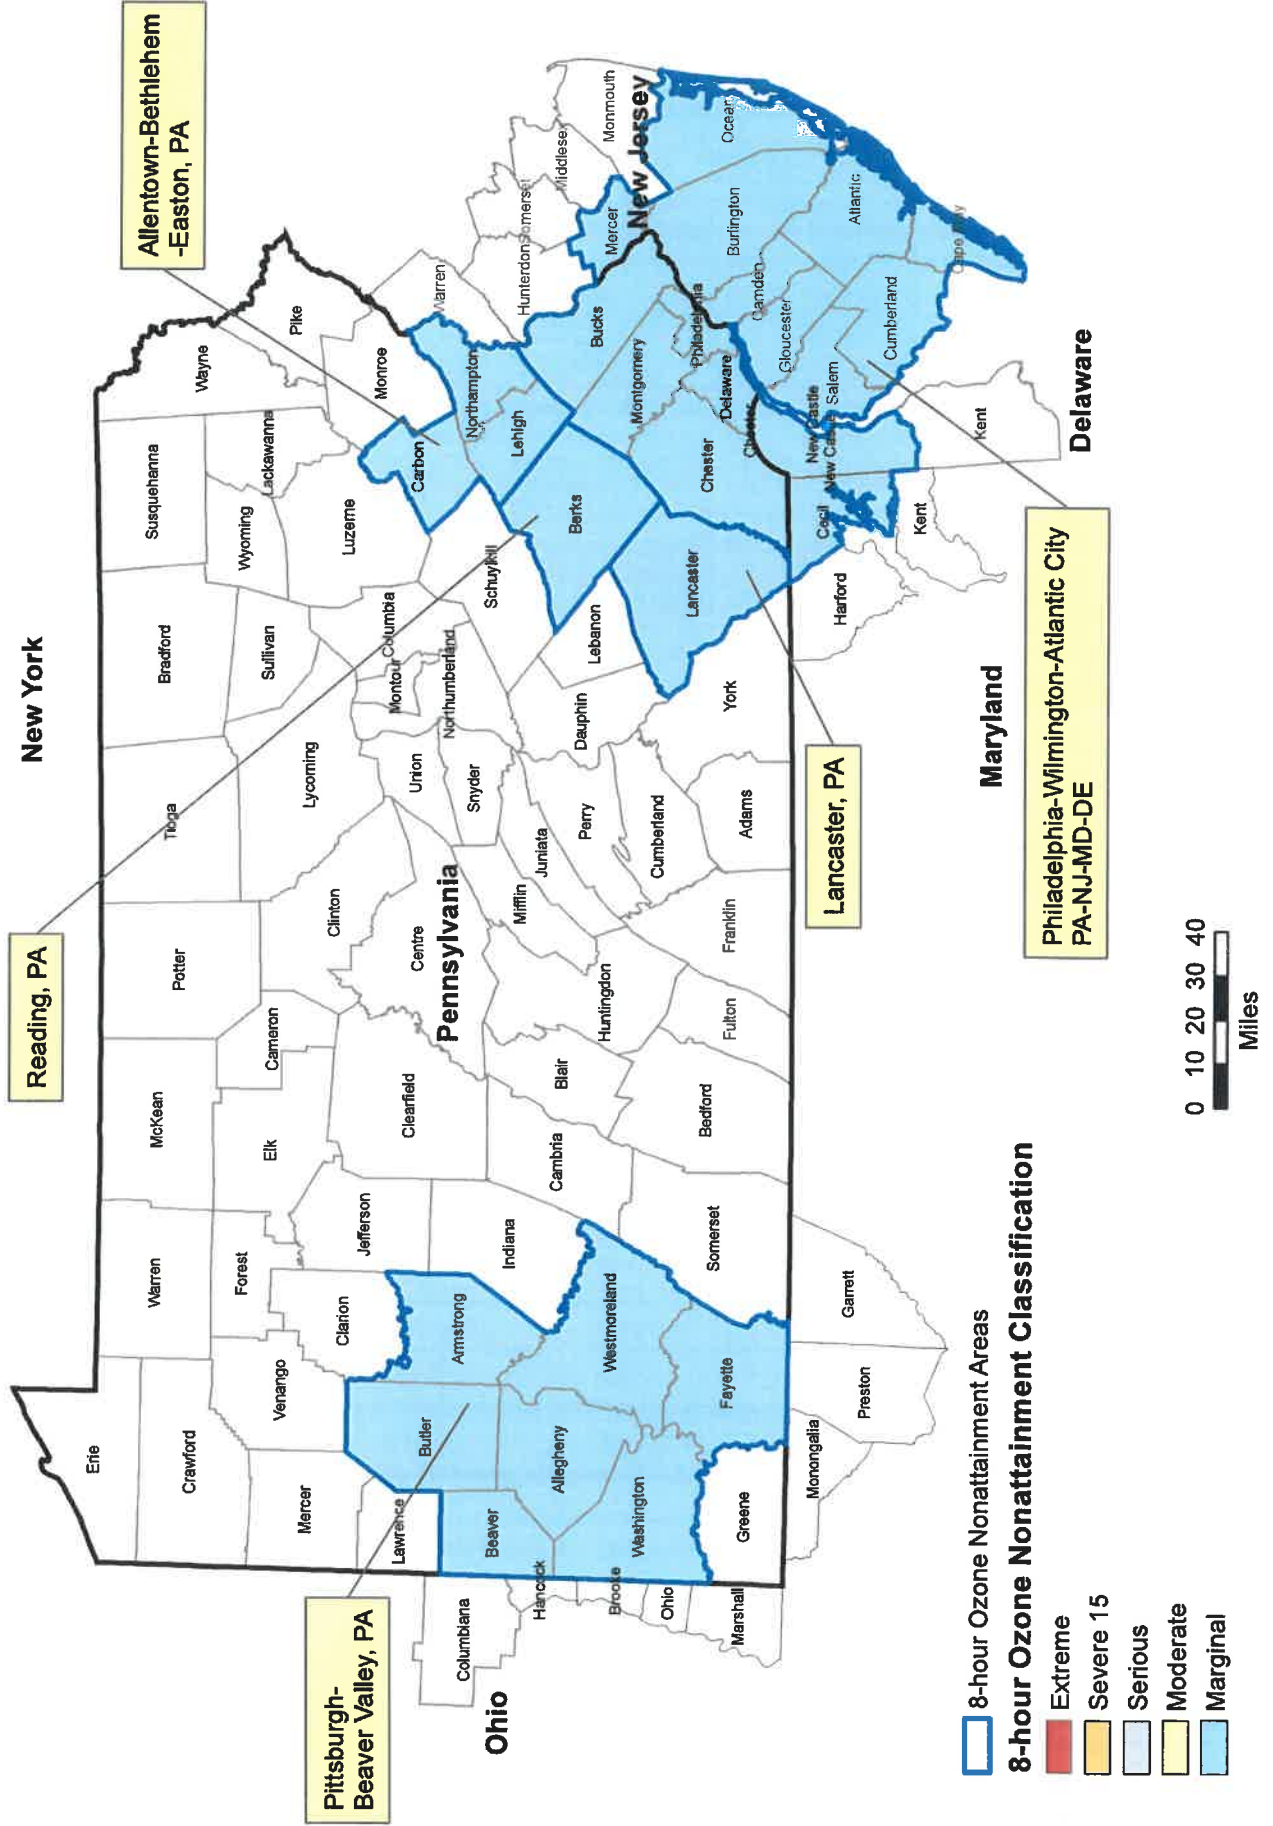 New York
Reading, PA
Allentown-Bethlehem
-Easton, PA
Pittsburgh-
Beaver Valley, PA
Lancaster, PA
Philadelphia-Wilmington-Atlantic City
PA-NJ-MD-DE
Pennsylvania
New Jersey
Ohio
Maryland
Delaware
Erie
Crawford
Warren
McKean
Potter
Tioga
Bradford
Susquehanna
Wayne
Mercer
Venango
Forest
Elk
Cameron
Clinton
Lycoming
Sullivan
Wyoming
Lackawanna
Pike
Lawrence
Butler
Clarion
Jefferson
Clearfield
Centre
Union
Montour
Columbia
Northumberland
Luzerne
Monroe
Carbon
Northampton
Lehigh
Warren
Beaver
Armstrong
Indiana
Cambria
Blair
Huntingdon
Mifflin
Juniata
Snyder
Perry
Dauphin
Lebanon
Schuylkill
Berks
Bucks
Montgomery
Philadelphia
Allegheny
Westmoreland
Washington
Fayette
Greene
Somerset
Bedford
Fulton
Franklin
Cumberland
Adams
York
Lancaster
Chester
Delaware
Chester
Hunterdon
Somerset
Middlesex
Monmouth
Mercer
Ocean
Burlington
Camden
Gloucester
Salem
Atlantic
Cumberland
Cape May
New Castle
New Castle
Cecil
Kent
Kent
Harford
Columbiana
Hancock
Brooke
Ohio
Marshall
Monongalia
Preston
Garrett
8-hour Ozone Nonattainment Areas
8-hour Ozone Nonattainment Classification
Extreme
Severe 15
Serious
Moderate
Marginal
0 10 20 30 40
Miles